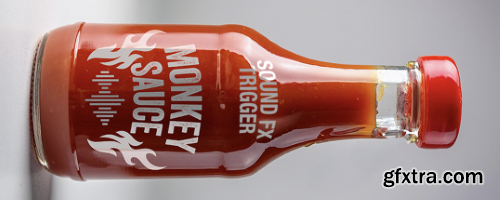 SOUND FX
TRIGGER
MONKEY
SAUCE
gfxtra.com